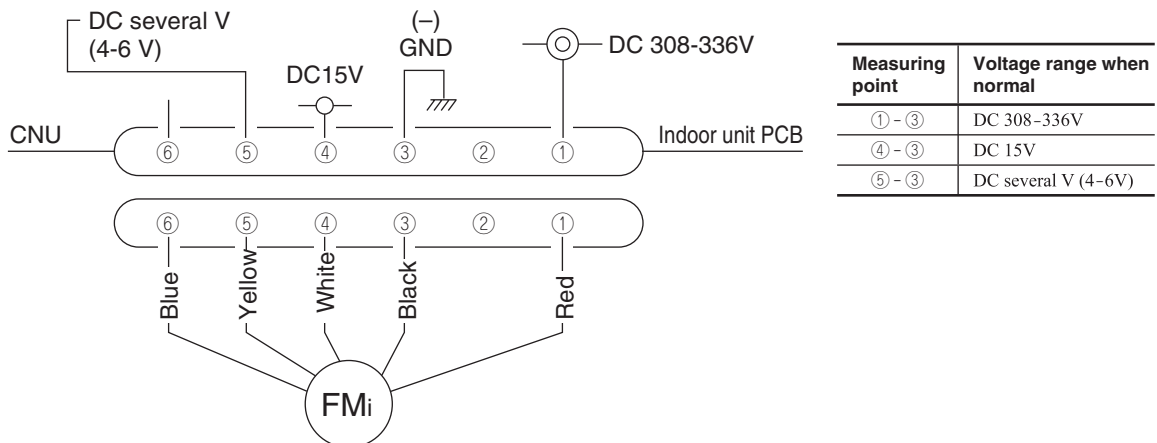 DC several V
(4-6 V)
DC15V
(–)
GND
DC 308-336V
CNU
⑥ ⑤ ④ ③ ② ①
Indoor unit PCB
⑥ ⑤ ④ ③ ② ①
Blue
Yellow
White
Black
Red
FMi
Measuring point
Voltage range when normal
① – ③ DC 308–336V
④ – ③ DC 15V
⑤ – ③ DC several V (4–6V)